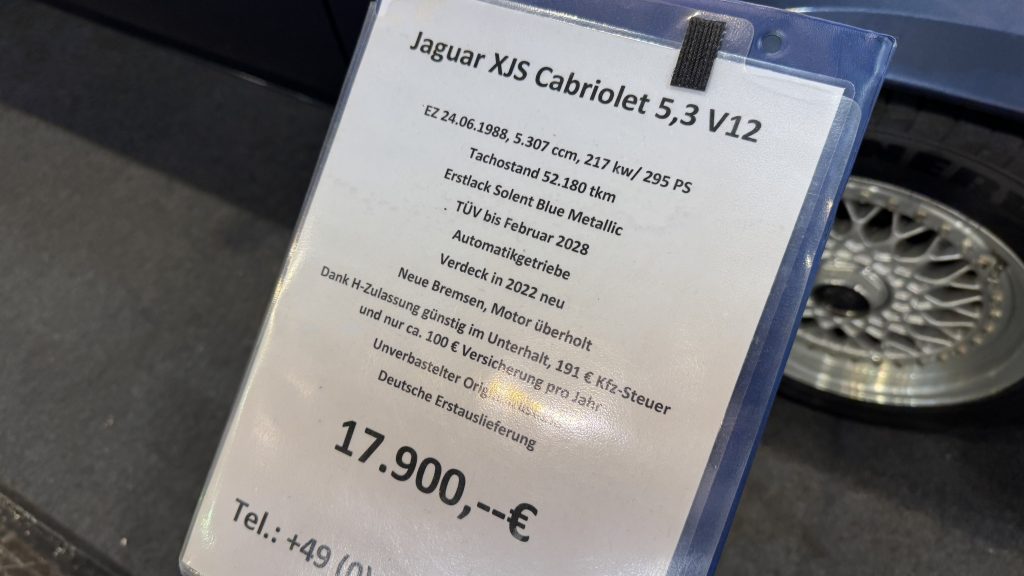 Jaguar XJS Cabriolet 5,3 V12
EZ 24.06.1988, 5.307 ccm, 217 kw/ 295 PS
Tachostand 52.180 tkm
Erstlack Solent Blue Metallic
TÜV bis Februar 2028
Automatikgetriebe
Verdeck in 2022 neu
Neue Bremsen, Motor überholt
Dank H-Zulassung günstig im Unterhalt, 191 € Kfz-Steuer
und nur ca. 100 € Versicherung pro Jahr
Unverbastelter
Deutsche Erstauslieferung
17.900,--€
Tel.: +49 (0)